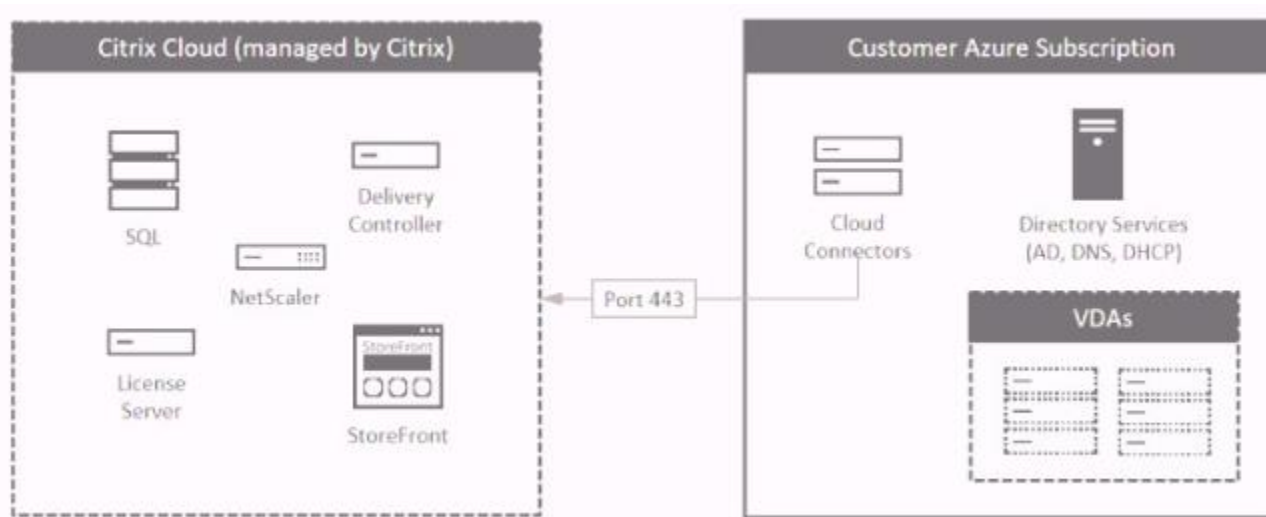 Citrix Cloud (managed by Citrix)
SQL
Delivery
Controller
NetScaler
License
Server
StoreFront
StoreFront
Port 443
Customer Azure Subscription
Cloud
Connectors
Directory Services
(AD, DNS, DHCP)
VDAs